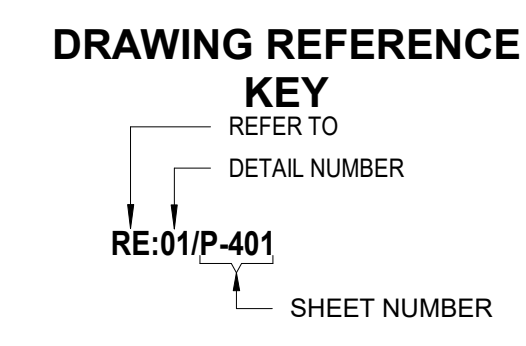 DRAWING REFERENCE
KEY
REFER TO
DETAIL NUMBER
RE:01/P-401
SHEET NUMBER